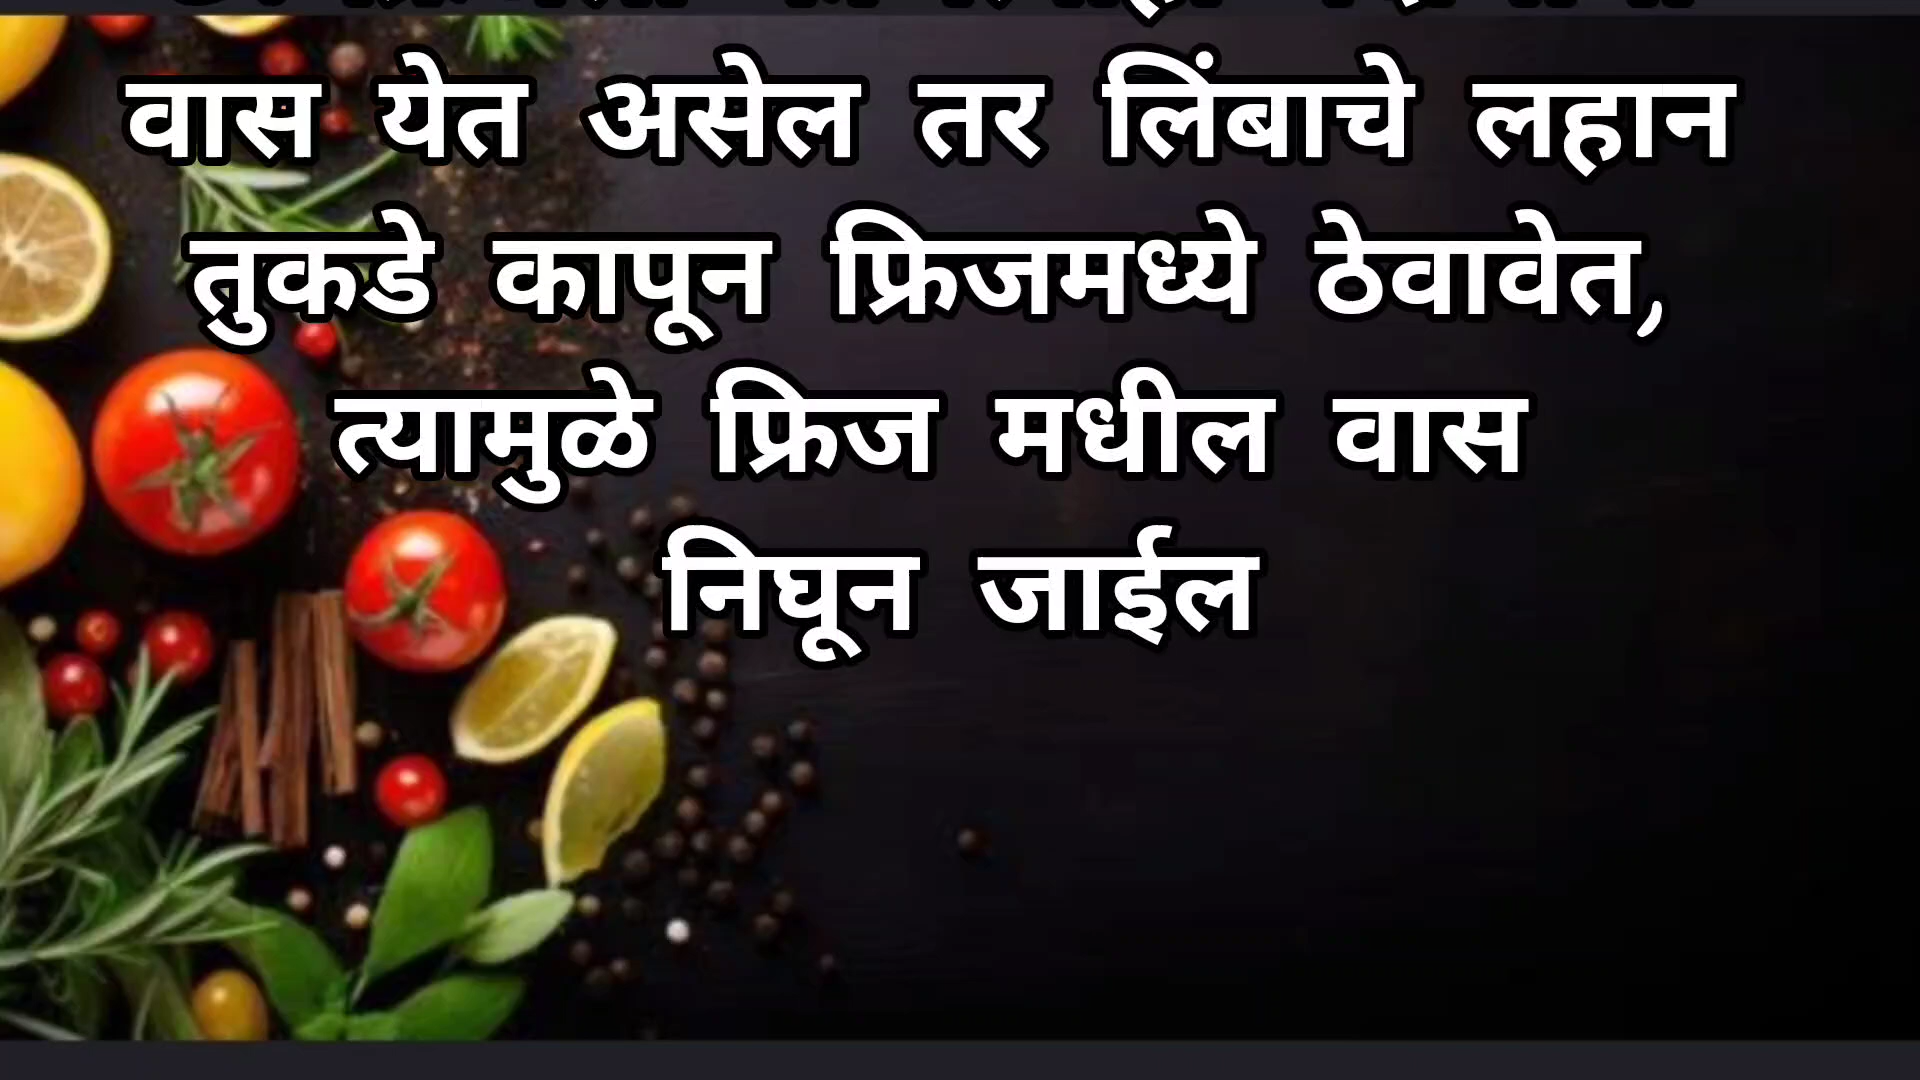 वास येत असेल तर लिंबाचे लहान
तुकडे कापून फ्रिजमध्ये ठेवावेत,
त्यामुळे फ्रिज मधील वास
निघून जाईल